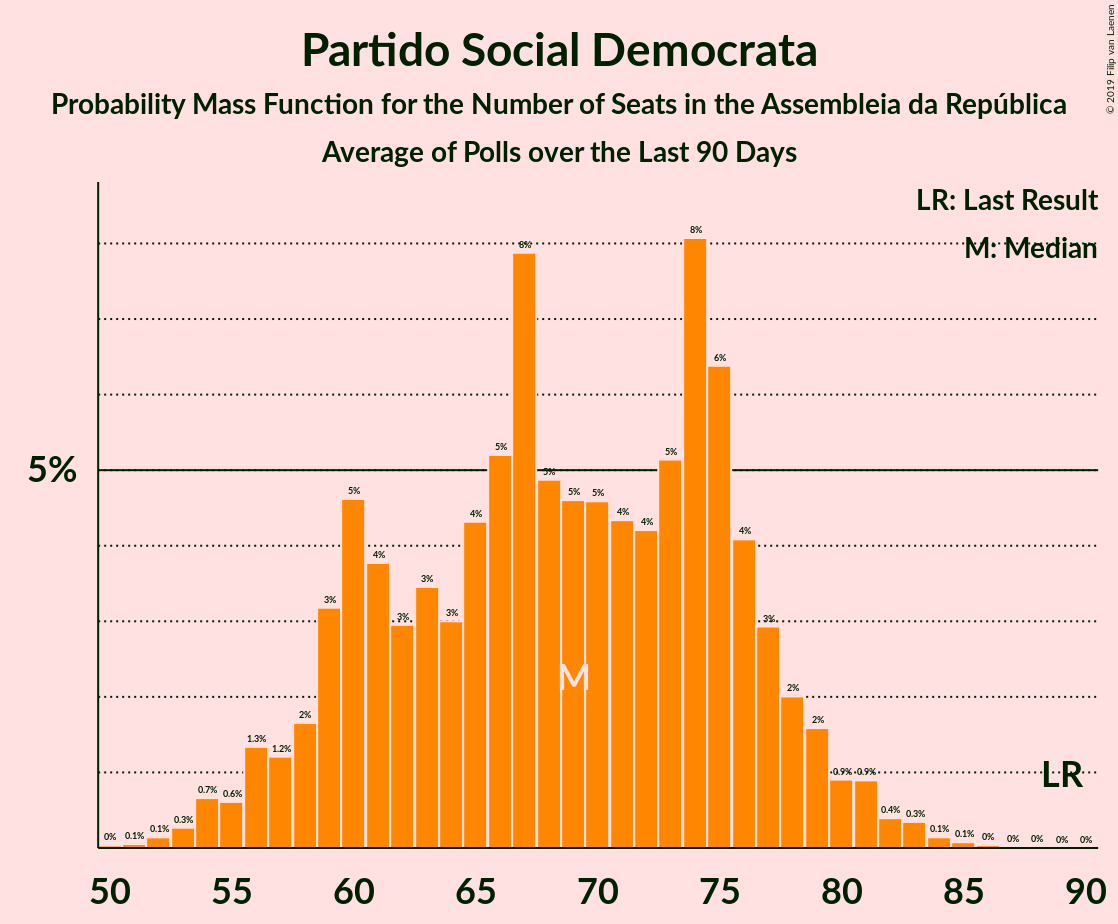 Partido Social Democrata
Probability Mass Function for the Number of Seats in the Assembleia da República
Average of Polls over the Last 90 Days
© 2019 Filip van Laenen
LR: Last Result
M: Median
5%
0% 0.1% 0.1% 0.3% 0.7% 0.6% 1.3% 1.2% 2% 3% 5% 4% 3% 3% 3% 4% 5% 8% 5% 5% 5% 4% 4% 5% 8% 6% 4% 3% 2% 2% 0.9% 0.9% 0.4% 0.3% 0.1% 0.1% 0% 0% 0% 0% 0%
M
LR
50 55 60 65 70 75 80 85 90